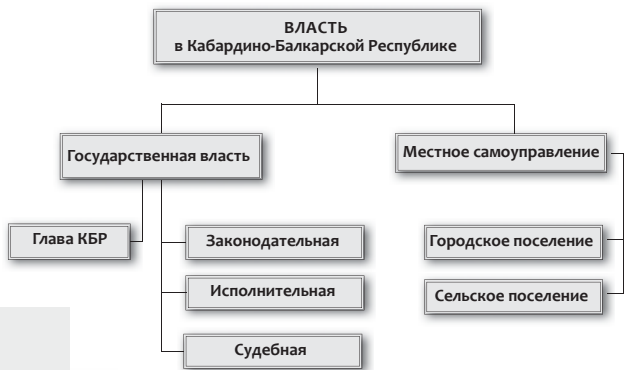 ВЛАСТЬ
в Кабардино-Балкарской Республике
Государственная власть
Местное самоуправление
Глава КБР
Законодательная
Городское поселение
Исполнительная
Сельское поселение
Судебная